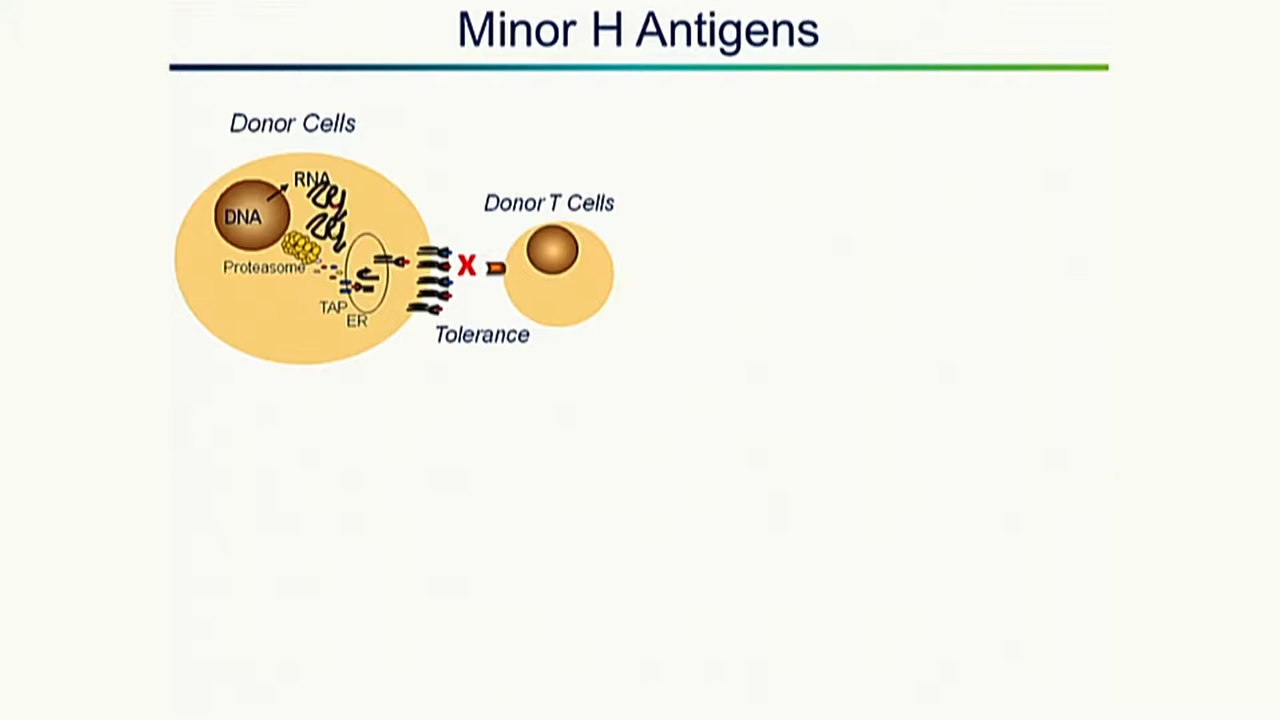 Minor H Antigens
Donor Cells
RNA
DNA
Proteasome
TAP
ER
Donor T Cells
X
Tolerance